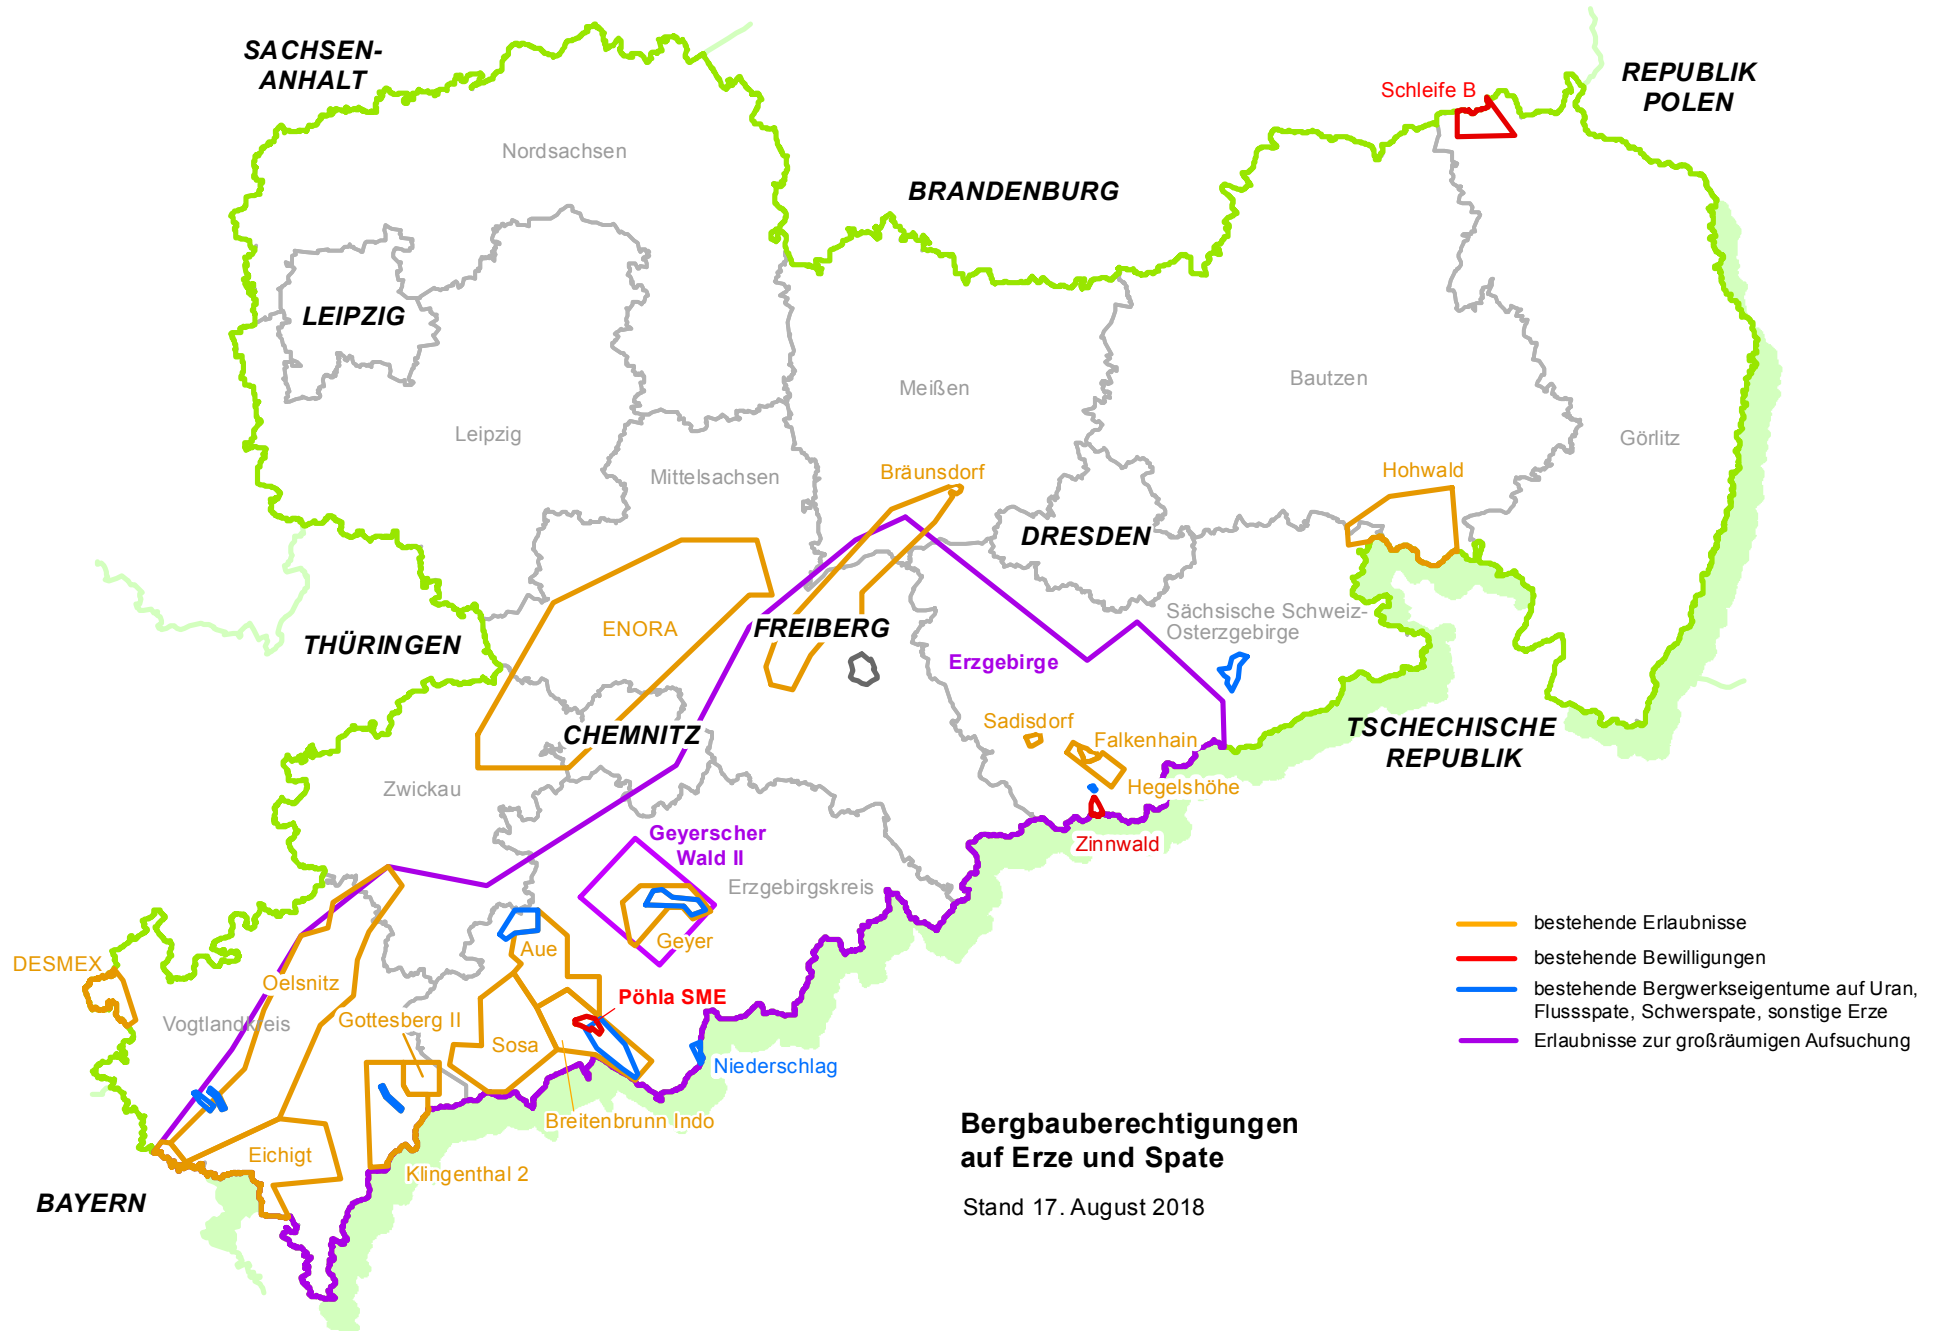 SACHSEN-
ANHALT
REPUBLIK
POLEN
Schleife B
Nordsachsen
BRANDENBURG
LEIPZIG
Meißen
Bautzen
Leipzig
Görlitz
Mittelsachsen
Bräunsdorf
Hohwald
DRESDEN
Sächsische Schweiz-
Osterzgebirge
ENORA
FREIBERG
THÜRINGEN
Erzgebirge
Sadisdorf
Falkenhain
TSCHECHISCHE
REPUBLIK
CHEMNITZ
Zwickau
Hegelshöhe
Geyerscher
Wald II
Zinnwald
Erzgebirgskreis
Geyer
Aue
DESMEX
Oelsnitz
Pöhla SME
Vogtlandkreis
Gottesberg II
Sosa
Niederschlag
Breitenbrunn Indo
Eichigt
Klingenthal 2
BAYERN
bestehende Erlaubnisse
bestehende Bewilligungen
bestehende Bergwerkseigentume auf Uran,
Flussspate, Schwerspate, sonstige Erze
Erlaubnisse zur großräumigen Aufsuchung
Bergbauberechtigungen
auf Erze und Spate
Stand 17. August 2018